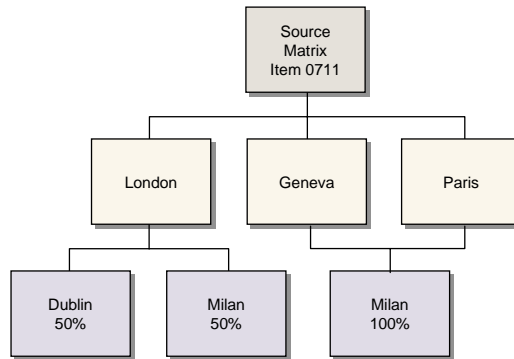 Source
Matrix
Item 0711
London
Geneva
Paris
Dublin
50%
Milan
50%
Milan
100%